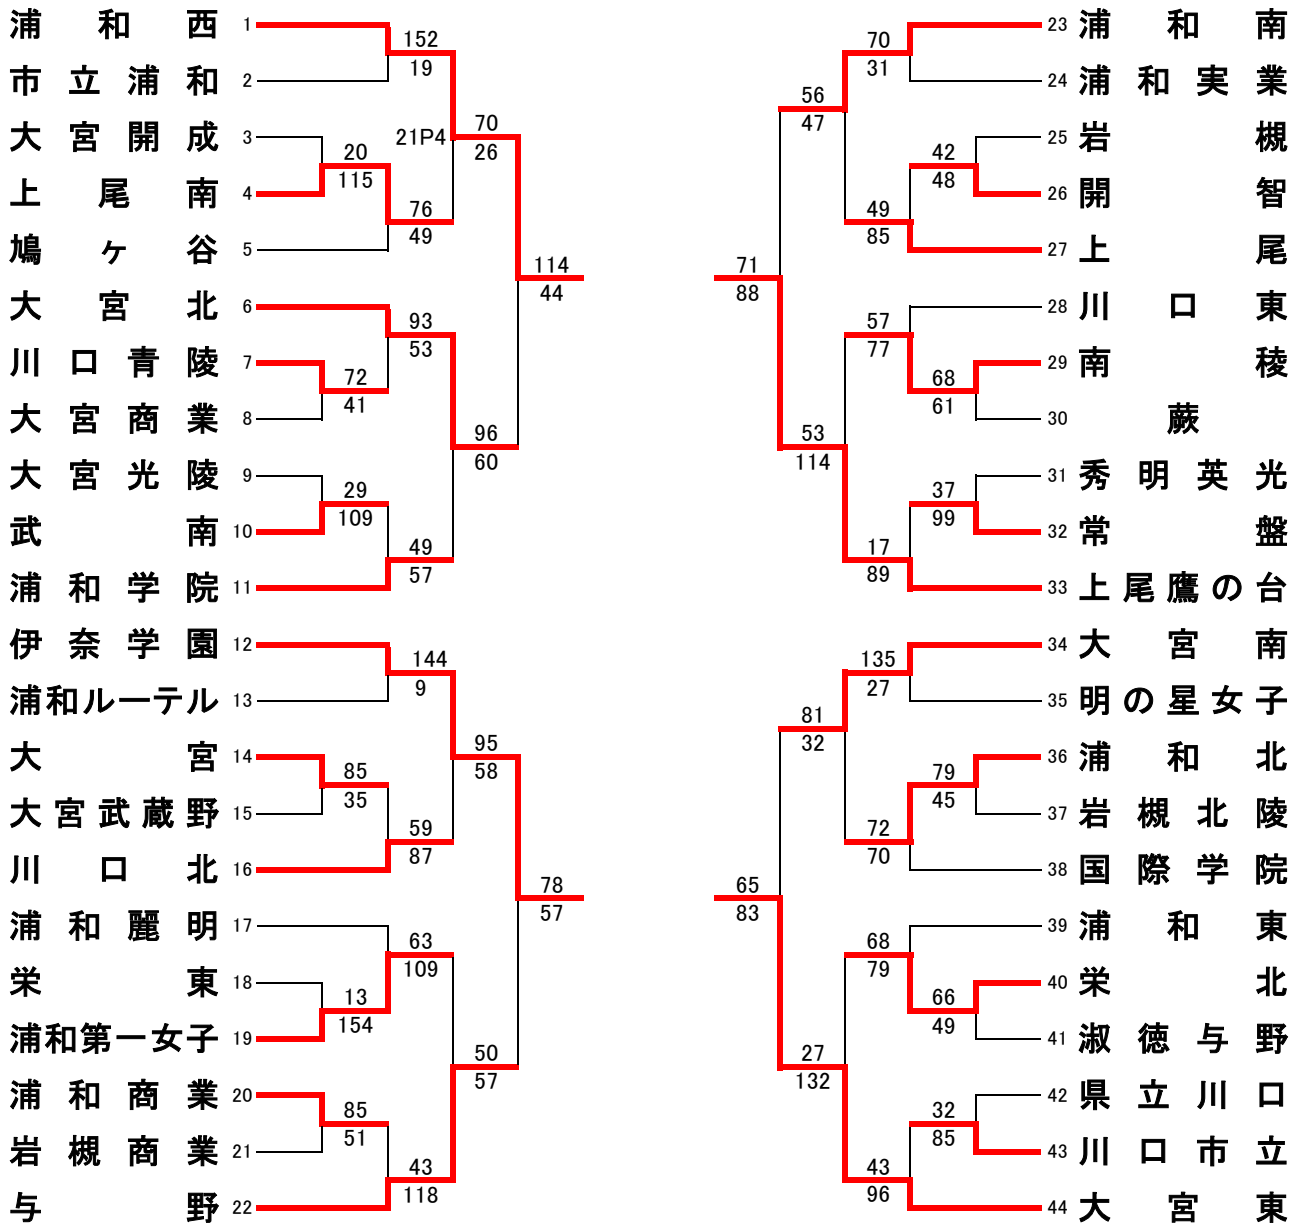 浦和西 1
市立浦和 2
大宮開成 3
上尾南 4
鳩ヶ谷 5
大宮北 6
川口青陵 7
大宮商業 8
大宮光陵 9
武南 10
浦和学院 11
伊奈学園 12
浦和ルーテル 13
大宮 14
大宮武蔵野 15
川口北 16
浦和麗明 17
栄東 18
浦和第一女子 19
浦和商業 20
岩槻商業 21
与野 22
152
19
20
115
76
49
93
53
72
41
29
109
49
57
144
9
85
35
59
87
63
109
13
154
85
51
43
118
21P4
70
26
96
60
95
58
50
57
114
44
78
57
71
88
65
83
56
47
53
114
81
32
27
132
70
31
42
48
49
85
57
77
68
61
37
99
17
89
135
27
79
45
72
70
68
79
66
49
32
85
43
96
23 浦和南
24 浦和実業
25 岩槻
26 開智
27 上尾
28 川口東
29 南稜
30 蕨
31 秀明英光
32 常盤
33 上尾鷹の台
34 大宮南
35 明の星女子
36 浦和北
37 岩槻北陵
38 国際学院
39 浦和東
40 栄北
41 淑徳与野
42 県立川口
43 川口市立
44 大宮東